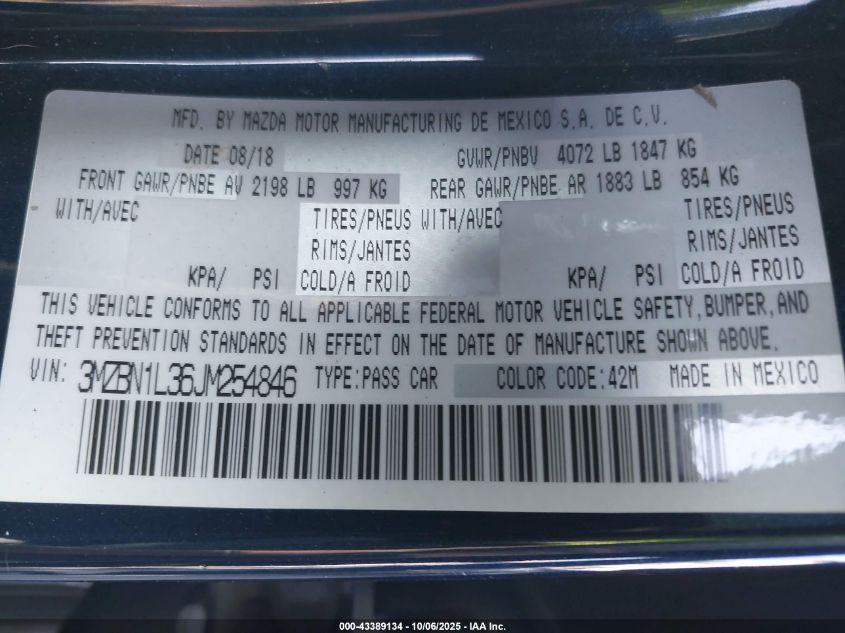 MFD. BY MAZDA MOTOR MANUFACTURING DE MEXICO S.A. DE C.V.
DATE 08/18 GVWR/PNBV 4072 LB 1847 KG
FRONT GAWR/PNBE AV 2198 LB 997 KG REAR GAWR/PNBE AR 1883 LB 854 KG
WITH/AVEC TIRES/PNEUS WITH/AVEC TIRES/PNEUS
RIMS/JANTES RIMS/JANTES
KPA/ PSI COLD/A FROID KPA/ PSI COLD/A FROID
THIS VEHICLE CONFORMS TO ALL APPLICABLE FEDERAL MOTOR VEHICLE SAFETY, BUMPER, AND
THEFT PREVENTION STANDARDS IN EFFECT ON THE DATE OF MANUFACTURE SHOWN ABOVE.
VIN: 3MZBN1L36JM254846 TYPE:PASS CAR COLOR CODE:42M MADE IN MEXICO
000-43389134 - 10/06/2025 - IAA Inc.